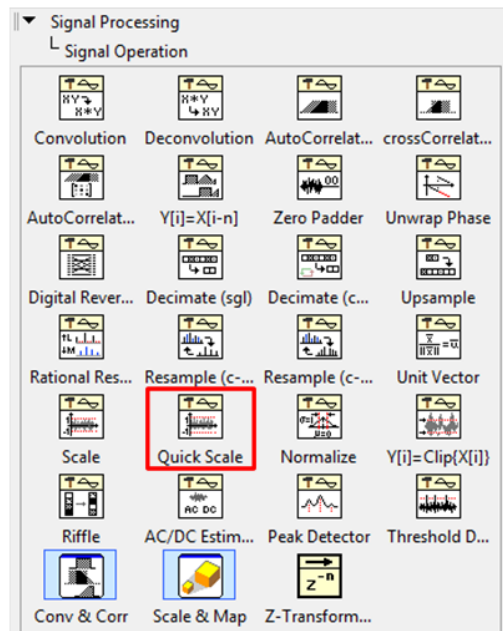 Signal Processing
Signal Operation
Convolution Deconvolution AutoCorrelat... crossCorrelat...
AutoCorrelat... Y[i]=X[i-n] Zero Padder Unwrap Phase
Digital Rever... Decimate (sgl) Decimate (c... Upsample
Rational Res... Resample (c-... Resample (c-... Unit Vector
Scale Quick Scale Normalize Y[i]=Clip{X[i]}
Riffle AC/DC Estim... Peak Detector Threshold D...
Conv & Corr Scale & Map Z-Transform...